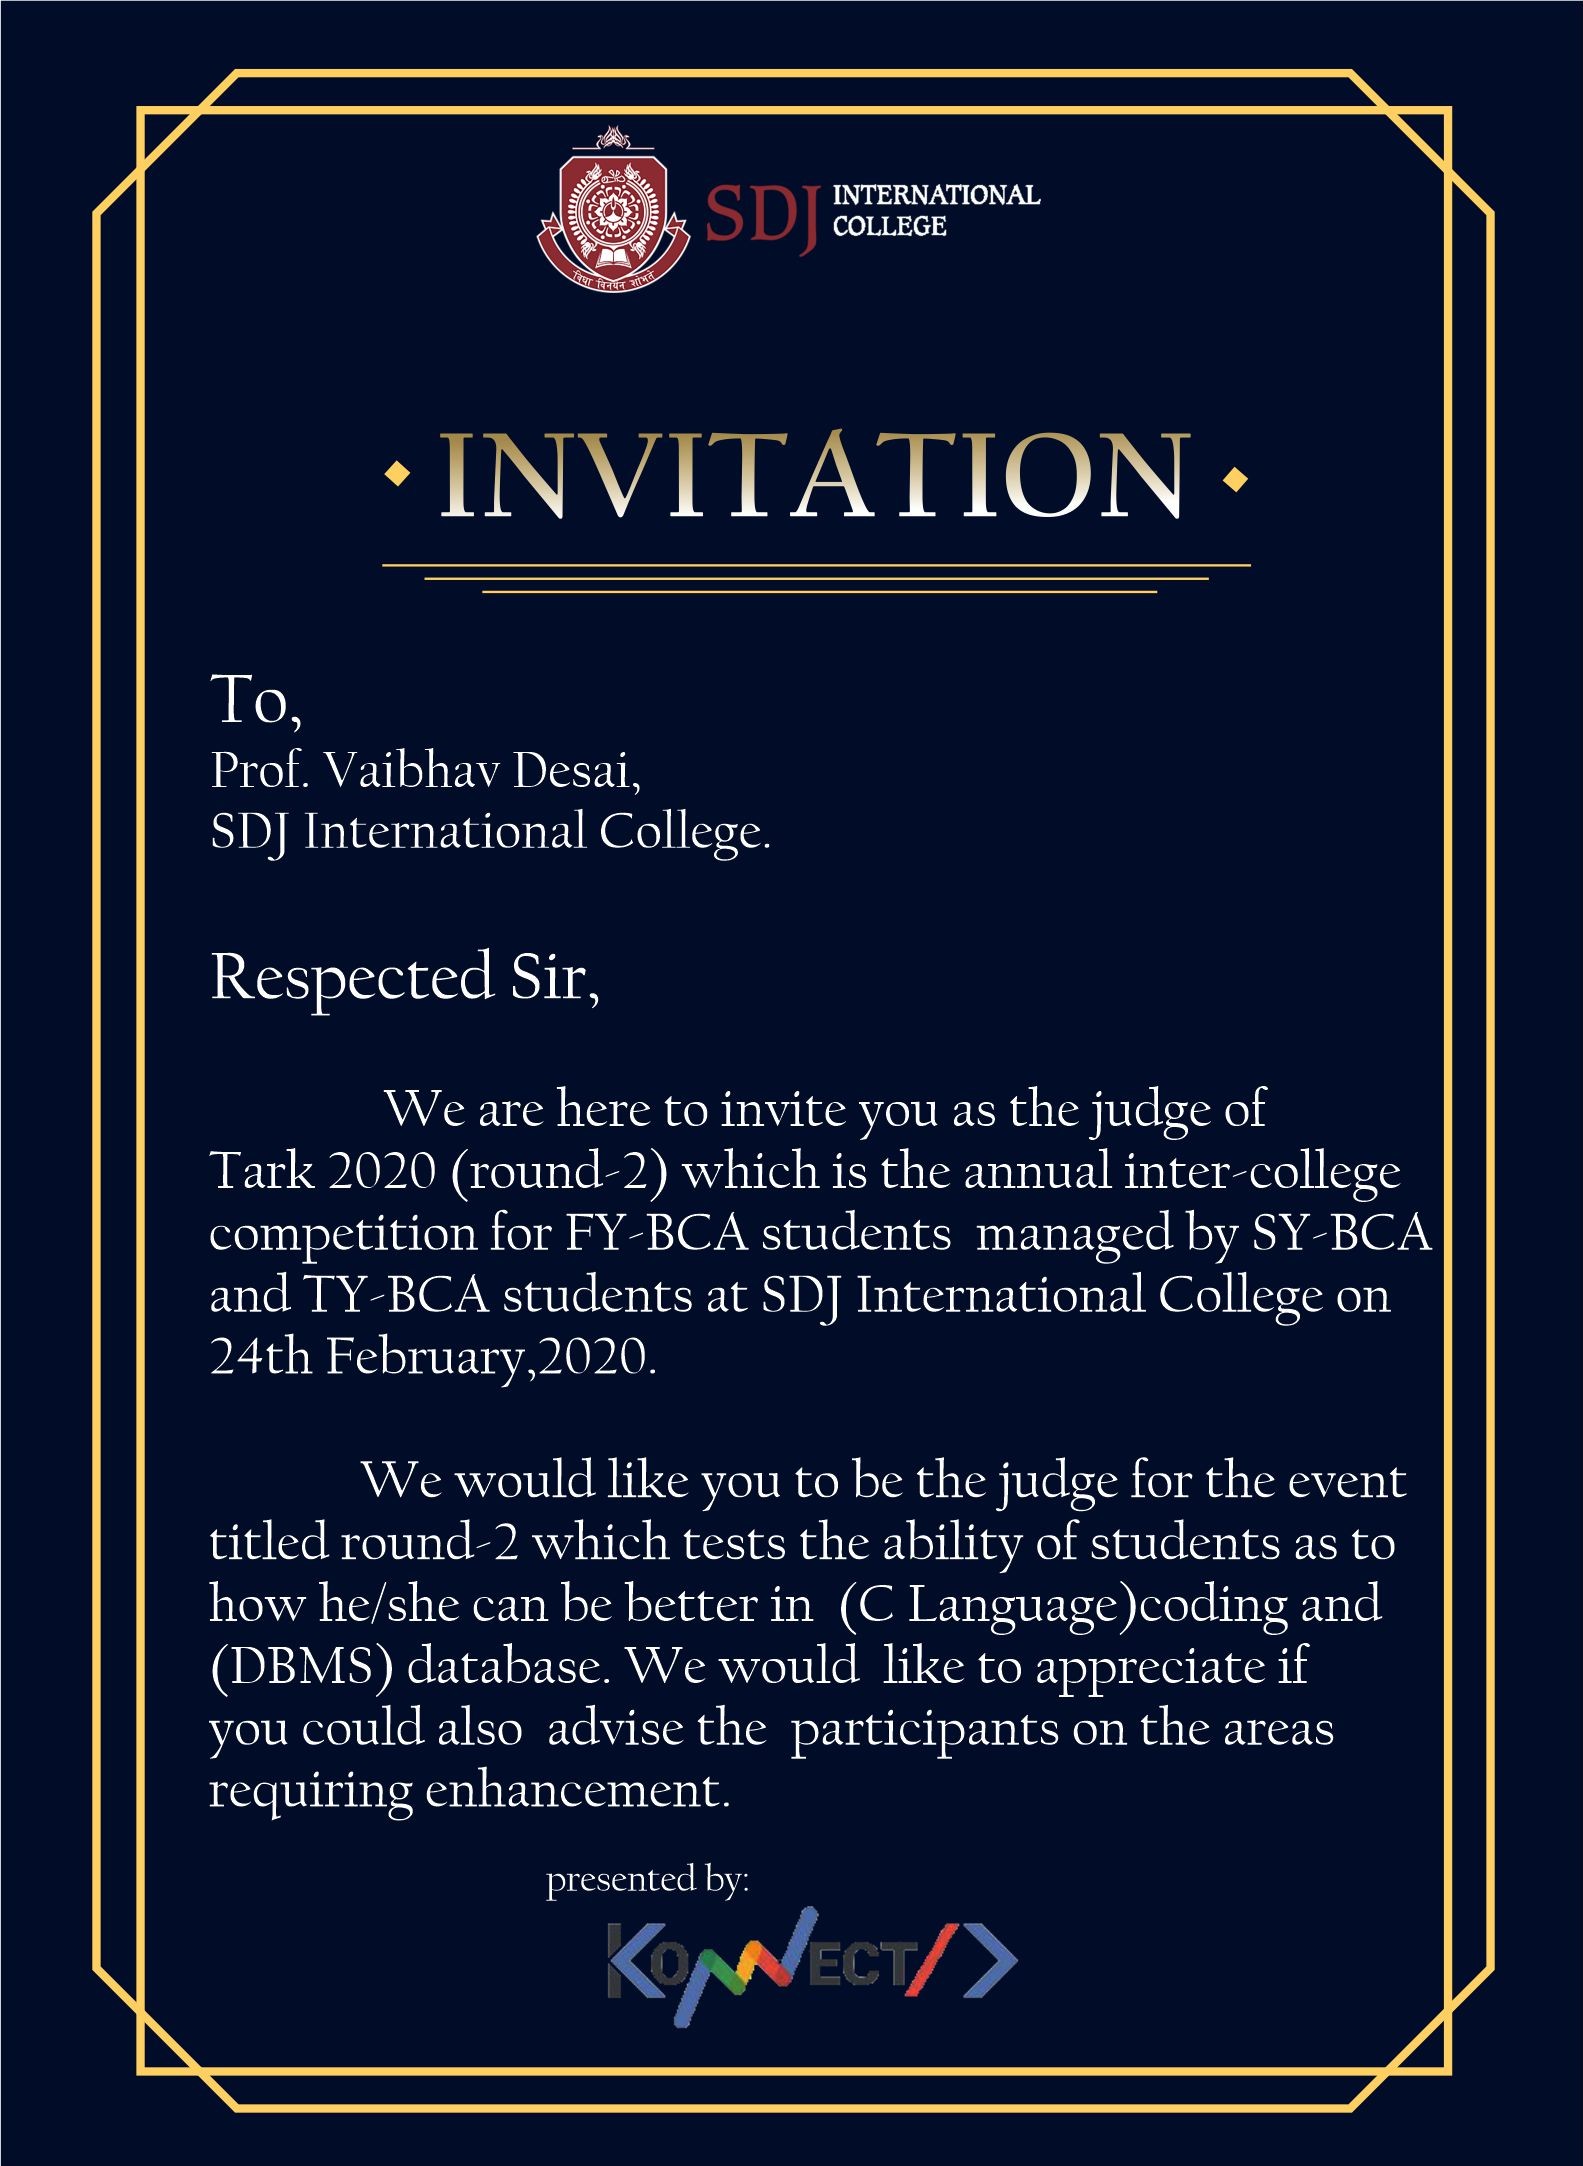 विद्या विनयेन शोभते
SDJ INTERNATIONAL
COLLEGE
INVITATION
To,
Prof. Vaibhav Desai,
SDJ International College.
Respected Sir,
We are here to invite you as the judge of
Tark 2020 (round-2) which is the annual inter-college
competition for FY-BCA students managed by SY-BCA
and TY-BCA students at SDJ International College on
24th February,2020.
We would like you to be the judge for the event
titled round-2 which tests the ability of students as to
how he/she can be better in (C Language)coding and
(DBMS) database. We would like to appreciate if
you could also advise the participants on the areas
requiring enhancement.
presented by:
KONNECT/>